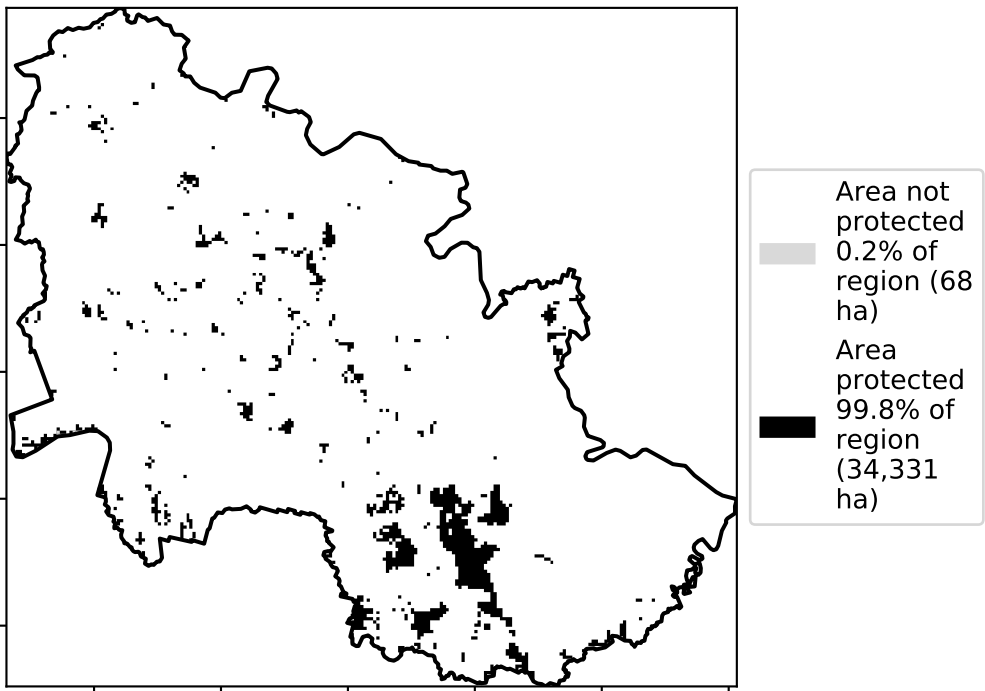 Area not
protected
0.2% of
region (68
ha)
Area
protected
99.8% of
region
(34,331
ha)